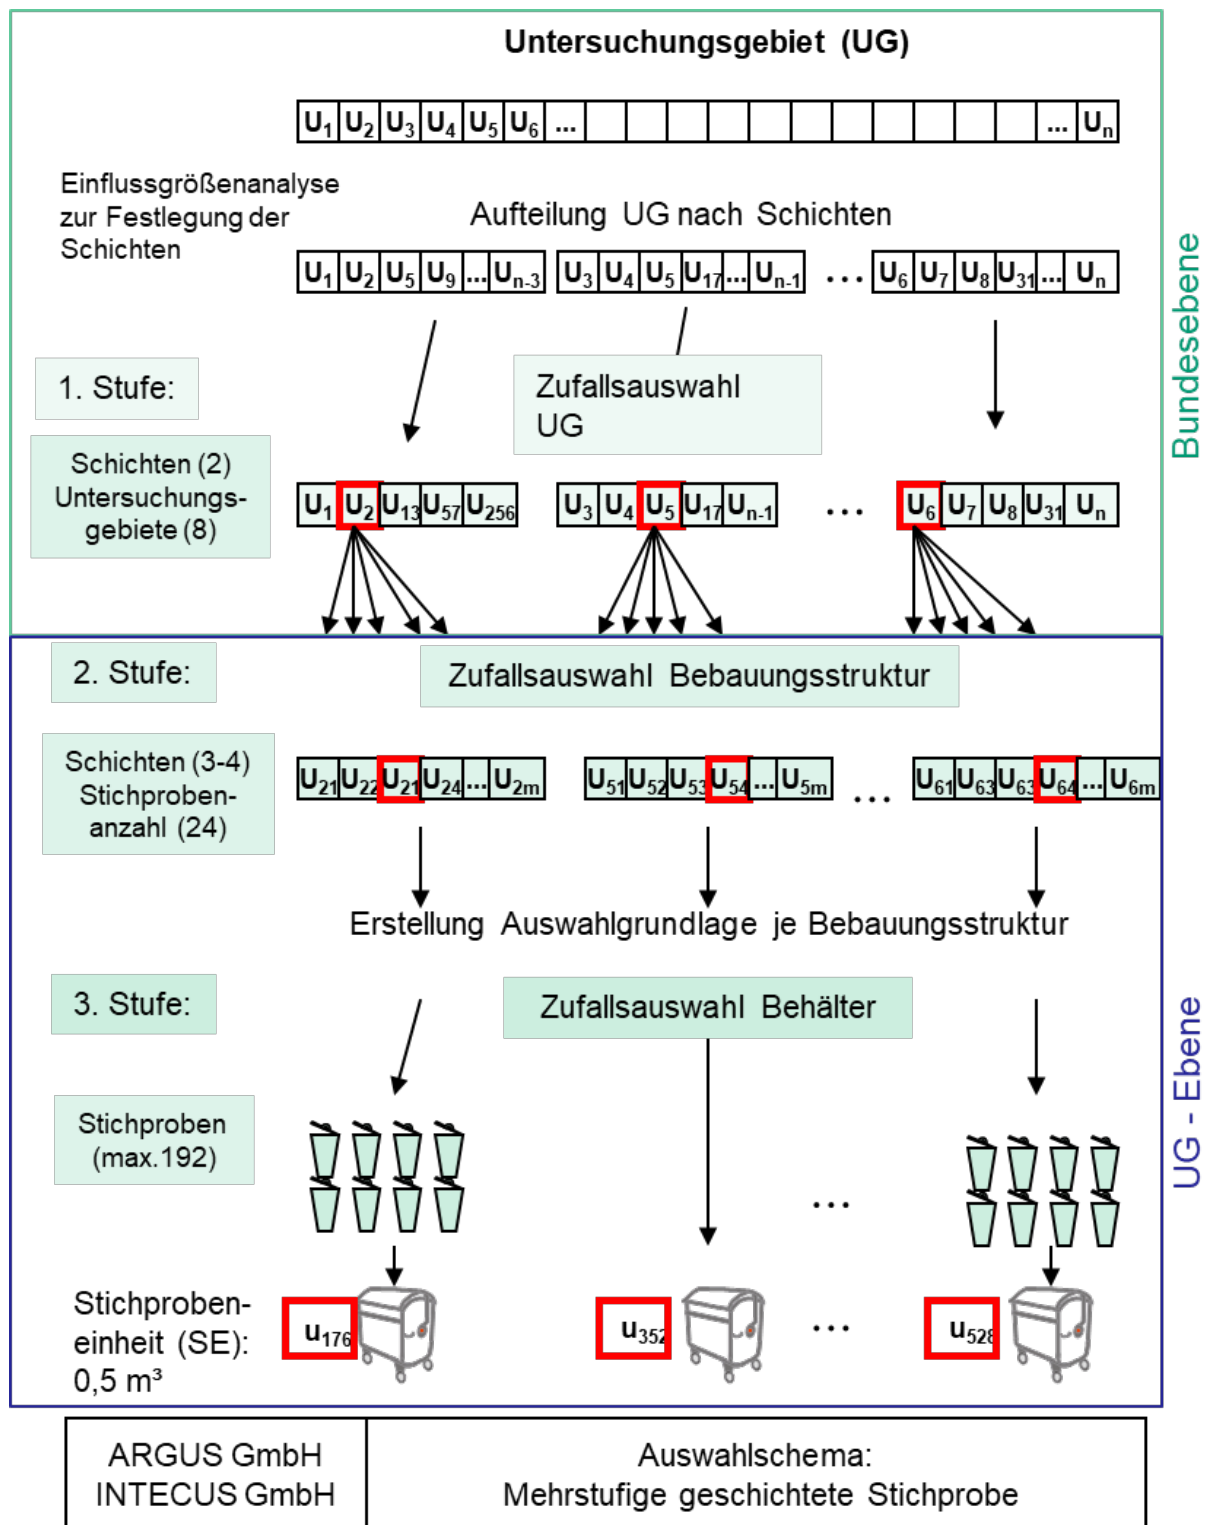 Untersuchungsgebiet (UG)
U1 U2 U3 U4 U5 U6 ... ... Un
Einflussgrößenanalyse
zur Festlegung der
Schichten
Aufteilung UG nach Schichten
U1 U2 U5 U9 ... Un-3 U3 U4 U5 U17 ... Un-1 ... U6 U7 U8 U31 ... Un
Bundesebene
1. Stufe:
Zufallsauswahl
UG
Schichten (2)
Untersuchungs-
gebiete (8)
U1 U2 U13 U57 U256 U3 U4 U5 U17 Un-1 ... U6 U7 U8 U31 Un
2. Stufe:
Zufallsauswahl Bebauungsstruktur
Schichten (3-4)
Stichproben-
anzahl (24)
U21 U22 U21 U24 ... U2m U51 U52 U53 U54 ... U5m ... U61 U63 U63 U64 ... U6m
Erstellung Auswahlgrundlage je Bebauungsstruktur
3. Stufe:
Zufallsauswahl Behälter
UG - Ebene
Stichproben
(max.192)
...
Stichproben-
einheit (SE):
0,5 m³
u176 u352 ... u528
ARGUS GmbH
INTECUS GmbH
Auswahlschema:
Mehrstufige geschichtete Stichprobe